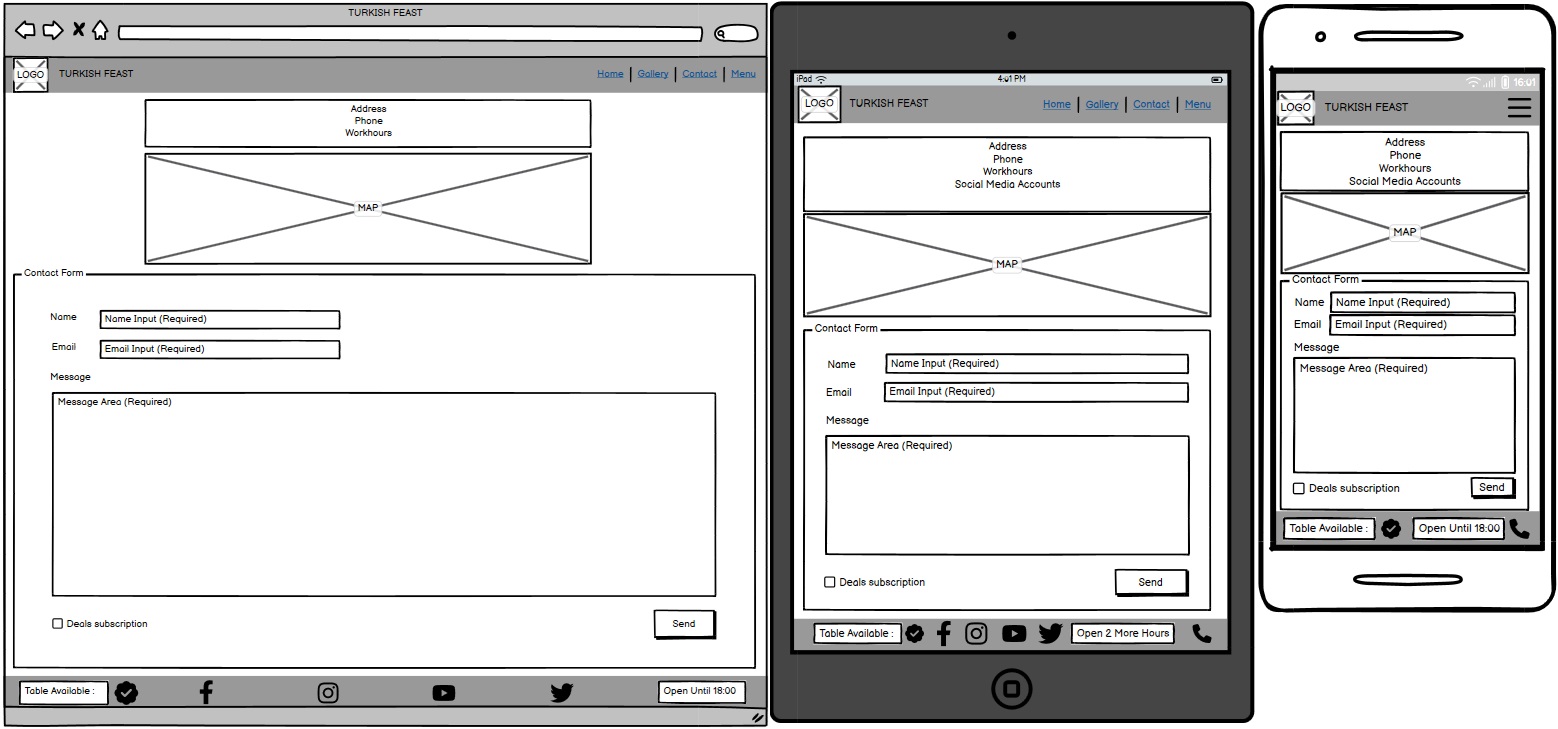 TURKISH FEAST
LOGO
TURKISH FEAST
Home | Gallery | Contact | Menu
Address
Phone
Workhours
MAP
Contact Form
Name
Name Input (Required)
Email
Email Input (Required)
Message
Message Area (Required)
Deals subscription
Send
Table Available :
Open Until 18:00
iPad
4:01 PM
LOGO
TURKISH FEAST
Home | Gallery | Contact | Menu
Address
Phone
Workhours
Social Media Accounts
MAP
Contact Form
Name
Name Input (Required)
Email
Email Input (Required)
Message
Message Area (Required)
Deals subscription
Send
Table Available :
Open 2 More Hours
16:01
LOGO
TURKISH FEAST
Address
Phone
Workhours
Social Media Accounts
MAP
Contact Form
Name
Name Input (Required)
Email
Email Input (Required)
Message
Message Area (Required)
Deals subscription
Send
Table Available :
Open Until 18:00